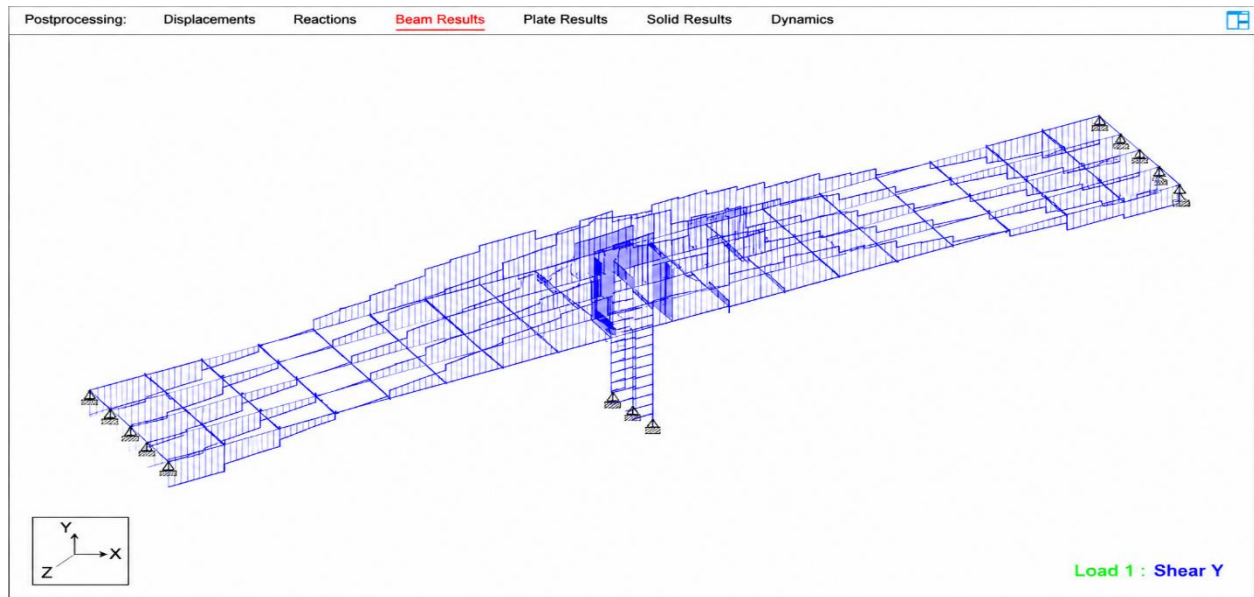 Postprocessing: Displacements Reactions Beam Results Plate Results Solid Results Dynamics
Y
X
Z
Load 1 : Shear Y